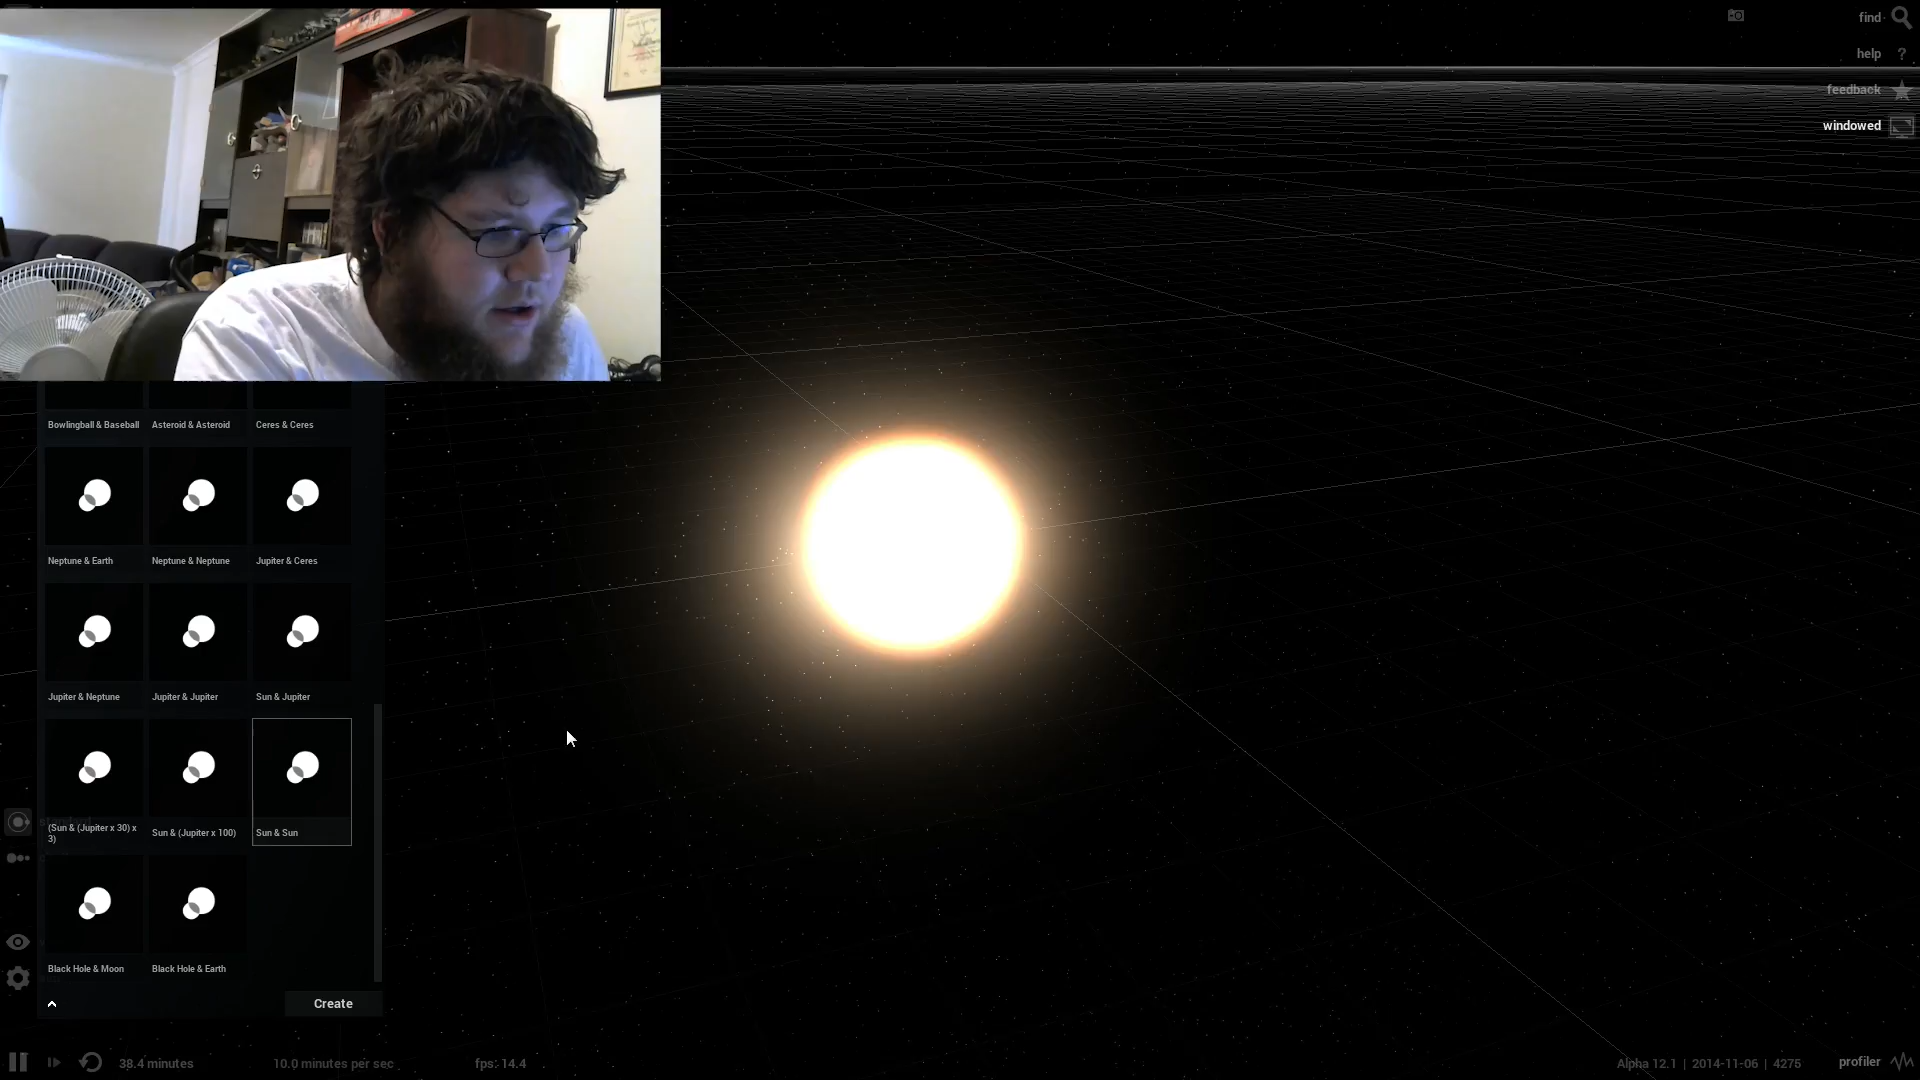 find
help ?
feedback
windowed
Bowlingball & Baseball
Asteroid & Asteroid
Ceres & Ceres
Neptune & Earth
Neptune & Neptune
Jupiter & Ceres
Jupiter & Neptune
Jupiter & Jupiter
Sun & Jupiter
(Sun & (Jupiter x 30) x
3)
Sun & (Jupiter x 100)
Sun & Sun
Black Hole & Moon
Black Hole & Earth
Create
38.4 minutes
10.0 minutes per sec
fps: 14.4
Alpha 12.1 | 2014-11-06 | 4275
profiler